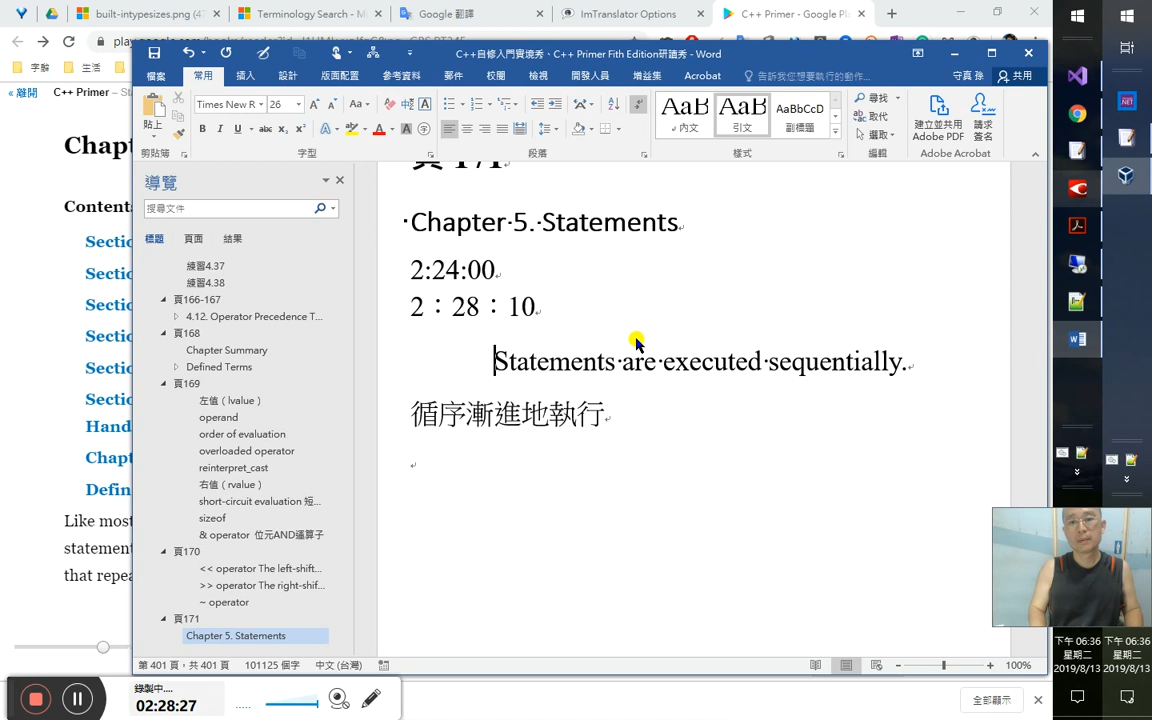 built-intypesizes.png (47
Terminology Search - M
Google 翻譯
ImTranslator Options
C++ Primer - Google Pla
« 離開
C++ Primer
字辭
生活
C++自修入門實境秀、C++ Primer Fith Edition研讀秀 - Word
檔案
常用
插入
設計
版面配置
參考資料
郵件
校閱
檢視
開發人員
增益集
Acrobat
告訴我您想要執行的動作...
守真 孫
共用
貼上
剪貼簿
Times New R
26
字型
段落
AaB
內文
AaB
引文
AaBbCcD
副標題
樣式
尋找
取代
選取
編輯
建立並共用
Adobe PDF
請求
簽名
Adobe Acrobat
導覽
搜尋文件
標題
頁面
結果
練習4.37
練習4.38
頁166-167
4.12. Operator Precedence T...
頁168
Chapter Summary
Defined Terms
頁169
左值 ( lvalue )
operand
order of evaluation
overloaded operator
reinterpret_cast
右值 ( rvalue )
short-circuit evaluation 短...
sizeof
& operator 位元AND運算子
頁170
<< operator The left-shift...
>> operator The right-shif...
~ operator
頁171
Chapter 5. Statements
頁 171
Chapter 5. Statements
2:24:00
2：28：10
Statements are executed sequentially.
循序漸進地執行
Chapt
Contents
Sectio
Sectio
Sectio
Sectio
Sectio
Sectio
Hand
Chapt
Defin
Like most
statement
that repea
第 401 頁，共 401 頁
101125 個字
中文 (台灣)
100%
錄製中....
02:28:27
全部顯示
下午 06:36
星期二
2019/8/13
下午 06:36
星期二
2019/8/13